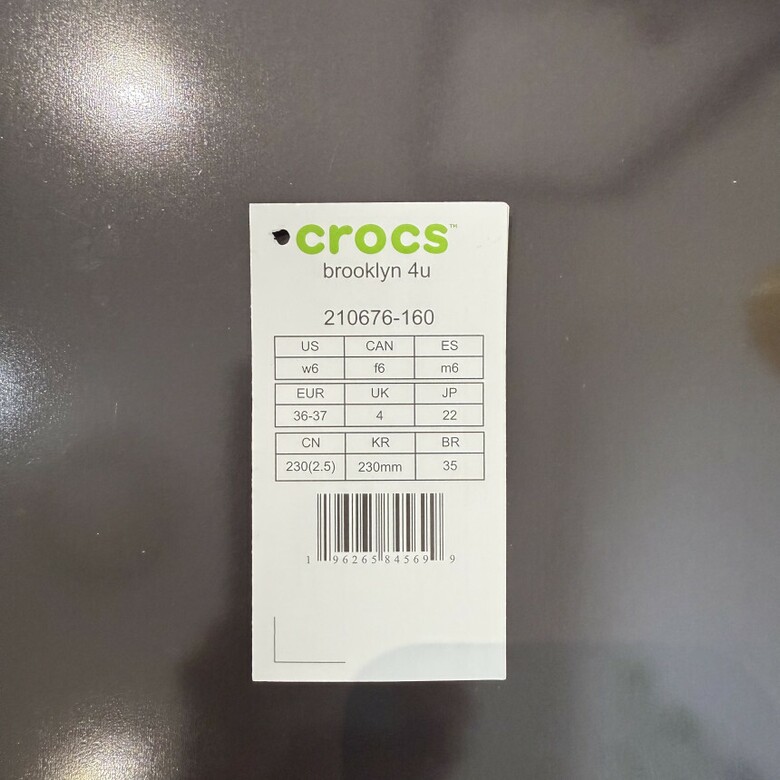 crocs™
brooklyn 4u
210676-160
US CAN ES
w6 f6 m6
EUR UK JP
36-37 4 22
CN KR BR
230(2.5) 230mm 35
1 96265 84569 9